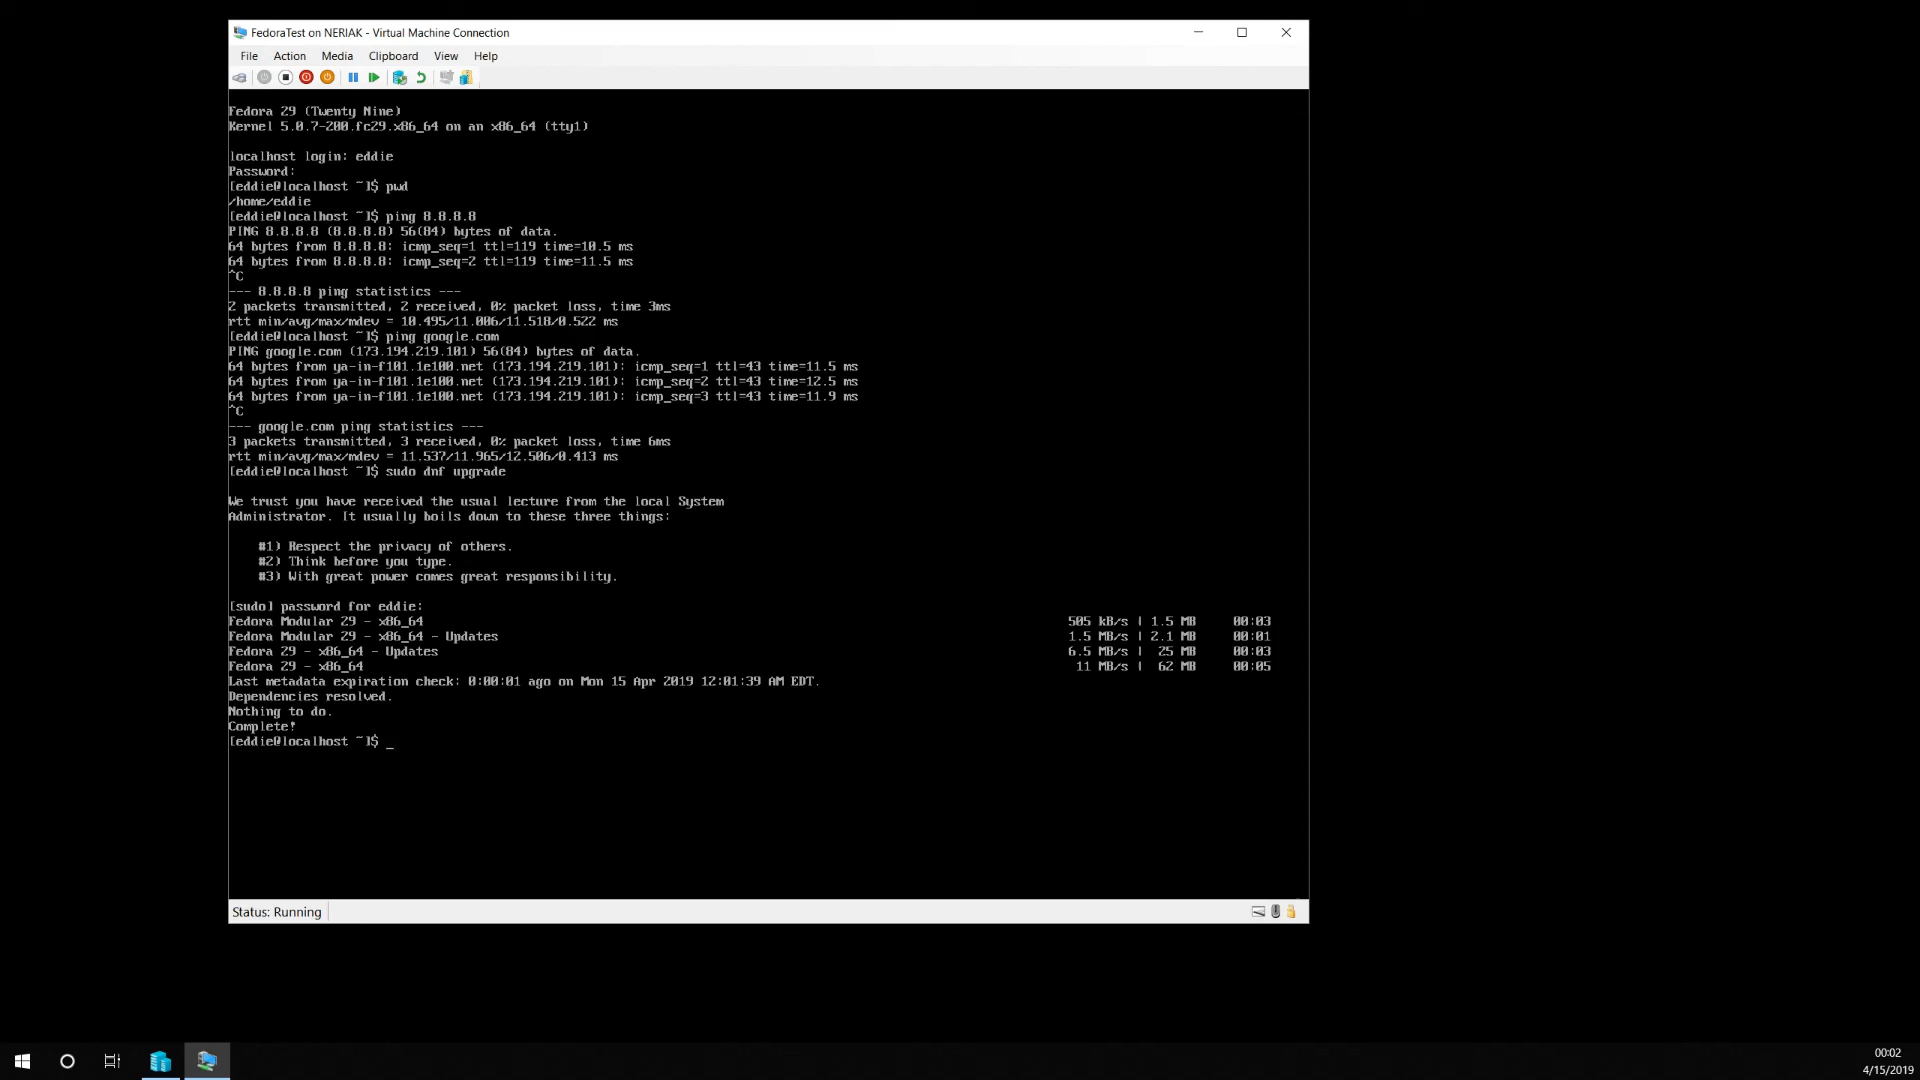 FedoraTest on NERIAK - Virtual Machine Connection
File Action Media Clipboard View Help
Fedora 29 (Twenty Nine)
Kernel 5.0.7-200.fc29.x86_64 on an x86_64 (tty1)
localhost login: eddie
Password:
[eddie@localhost ~]$ pwd
/home/eddie
[eddie@localhost ~]$ ping 8.8.8.8
PING 8.8.8.8 (8.8.8.8) 56(84) bytes of data.
64 bytes from 8.8.8.8: icmp_seq=1 ttl=119 time=10.5 ms
64 bytes from 8.8.8.8: icmp_seq=2 ttl=119 time=11.5 ms
^C
--- 8.8.8.8 ping statistics ---
2 packets transmitted, 2 received, 0% packet loss, time 3ms
rtt min/avg/max/mdev = 10.495/11.006/11.518/0.522 ms
[eddie@localhost ~]$ ping google.com
PING google.com (173.194.219.101) 56(84) bytes of data.
64 bytes from ya-in-f101.1e100.net (173.194.219.101): icmp_seq=1 ttl=43 time=11.5 ms
64 bytes from ya-in-f101.1e100.net (173.194.219.101): icmp_seq=2 ttl=43 time=12.5 ms
64 bytes from ya-in-f101.1e100.net (173.194.219.101): icmp_seq=3 ttl=43 time=11.9 ms
^C
--- google.com ping statistics ---
3 packets transmitted, 3 received, 0% packet loss, time 6ms
rtt min/avg/max/mdev = 11.537/11.965/12.506/0.413 ms
[eddie@localhost ~]$ sudo dnf upgrade
We trust you have received the usual lecture from the local System
Administrator. It usually boils down to these three things:
#1) Respect the privacy of others.
#2) Think before you type.
#3) With great power comes great responsibility.
[sudo] password for eddie:
Fedora Modular 29 - x86_64 505 kB/s | 1.5 MB 00:03
Fedora Modular 29 - x86_64 - Updates 1.5 MB/s | 2.1 MB 00:01
Fedora 29 - x86_64 - Updates 6.5 MB/s | 25 MB 00:03
Fedora 29 - x86_64 11 MB/s | 62 MB 00:05
Last metadata expiration check: 0:00:01 ago on Mon 15 Apr 2019 12:01:39 AM EDT.
Dependencies resolved.
Nothing to do.
Complete!
[eddie@localhost ~]$ _
Status: Running
00:02
4/15/2019